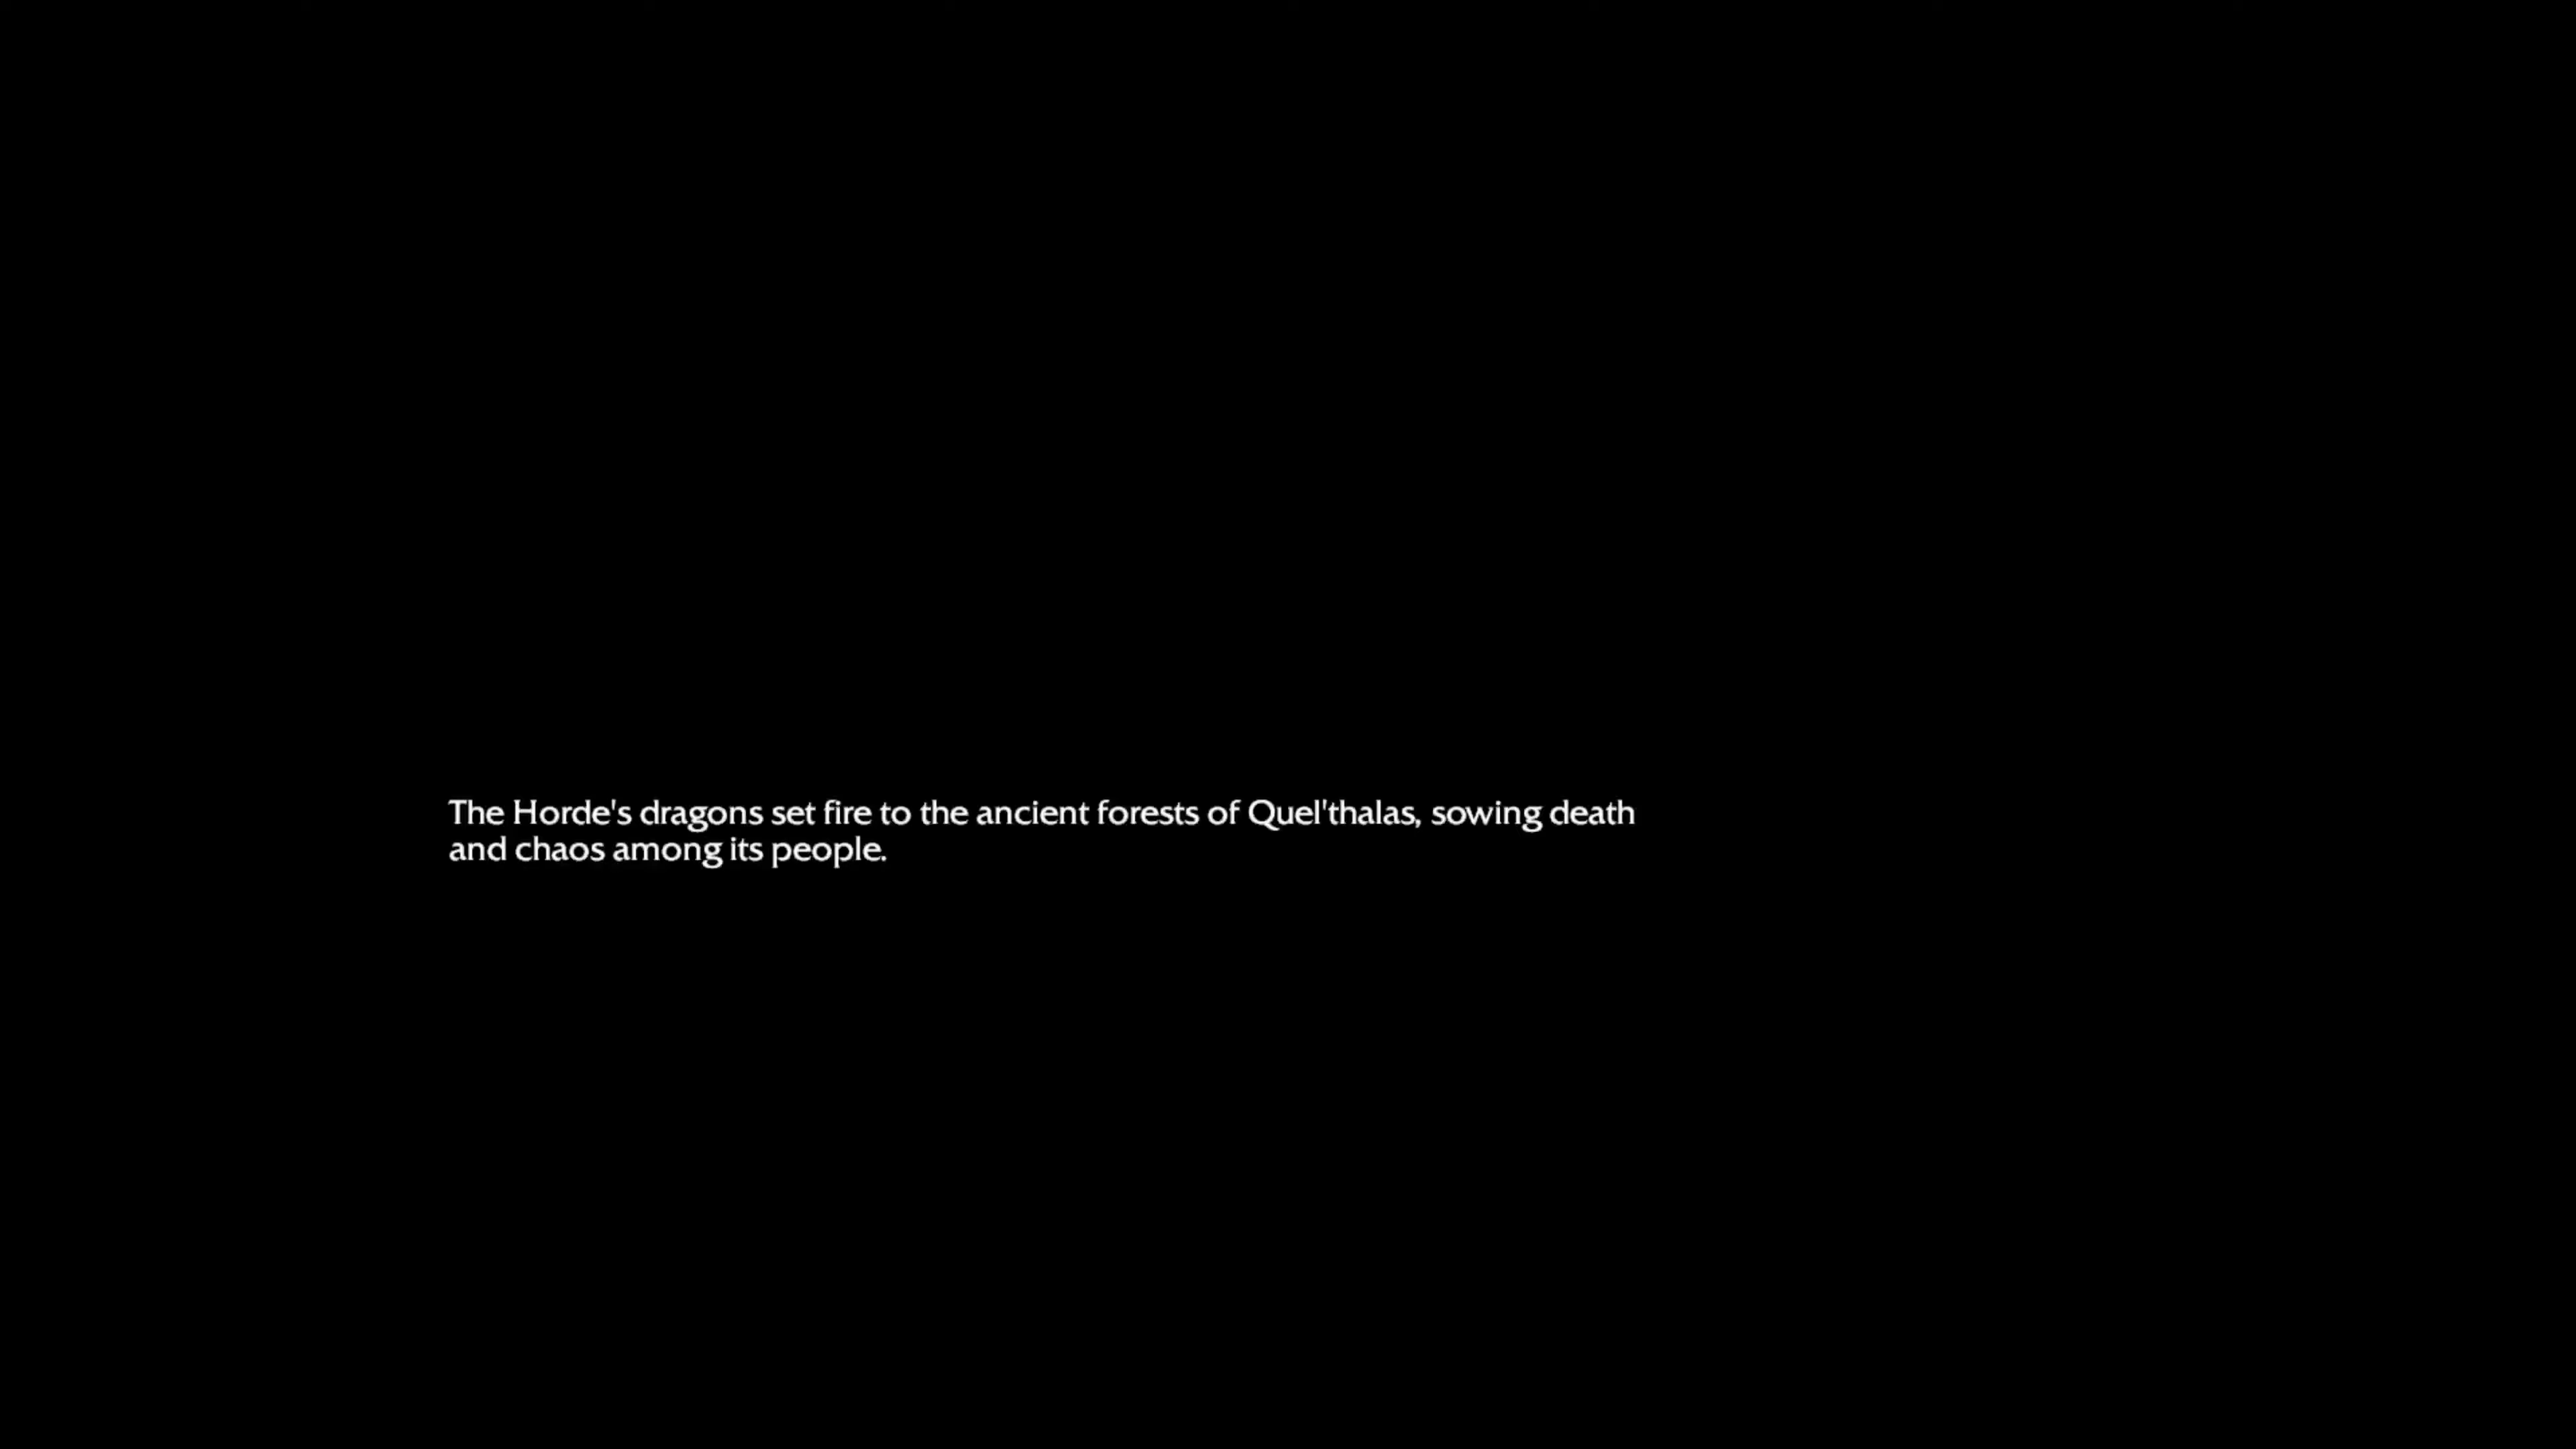 The Horde's dragons set fire to the ancient forests of Quel'thalas, sowing death
and chaos among its people.